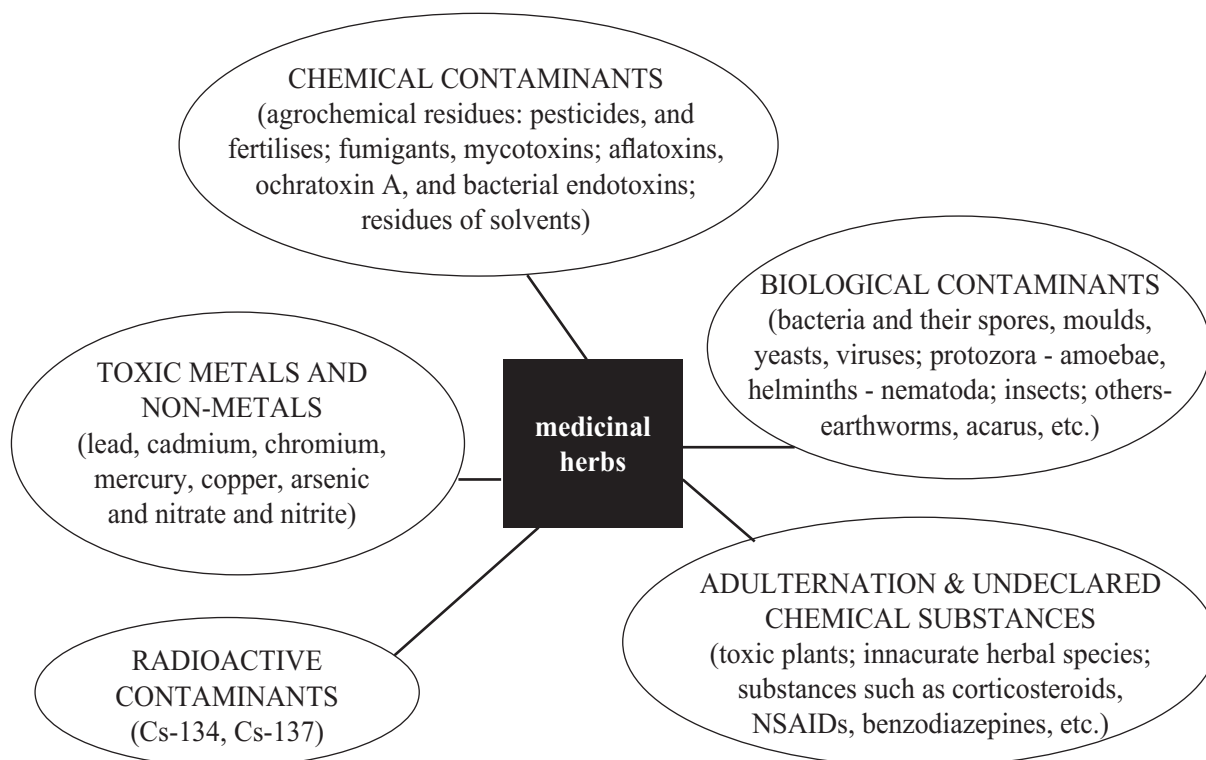 CHEMICAL CONTAMINANTS
(agrochemical residues: pesticides, and
fertilises; fumigants, mycotoxins; aflatoxins,
ochratoxin A, and bacterial endotoxins;
residues of solvents)
BIOLOGICAL CONTAMINANTS
(bacteria and their spores, moulds,
yeasts, viruses; protozora - amoebae,
helminths - nematoda; insects; others-
earthworms, acarus, etc.)
TOXIC METALS AND
NON-METALS
(lead, cadmium, chromium,
mercury, copper, arsenic
and nitrate and nitrite)
medicinal
herbs
ADULTERNATION & UNDECLARED
CHEMICAL SUBSTANCES
(toxic plants; innacurate herbal species;
substances such as corticosteroids,
NSAIDs, benzodiazepines, etc.)
RADIOACTIVE
CONTAMINANTS
(Cs-134, Cs-137)